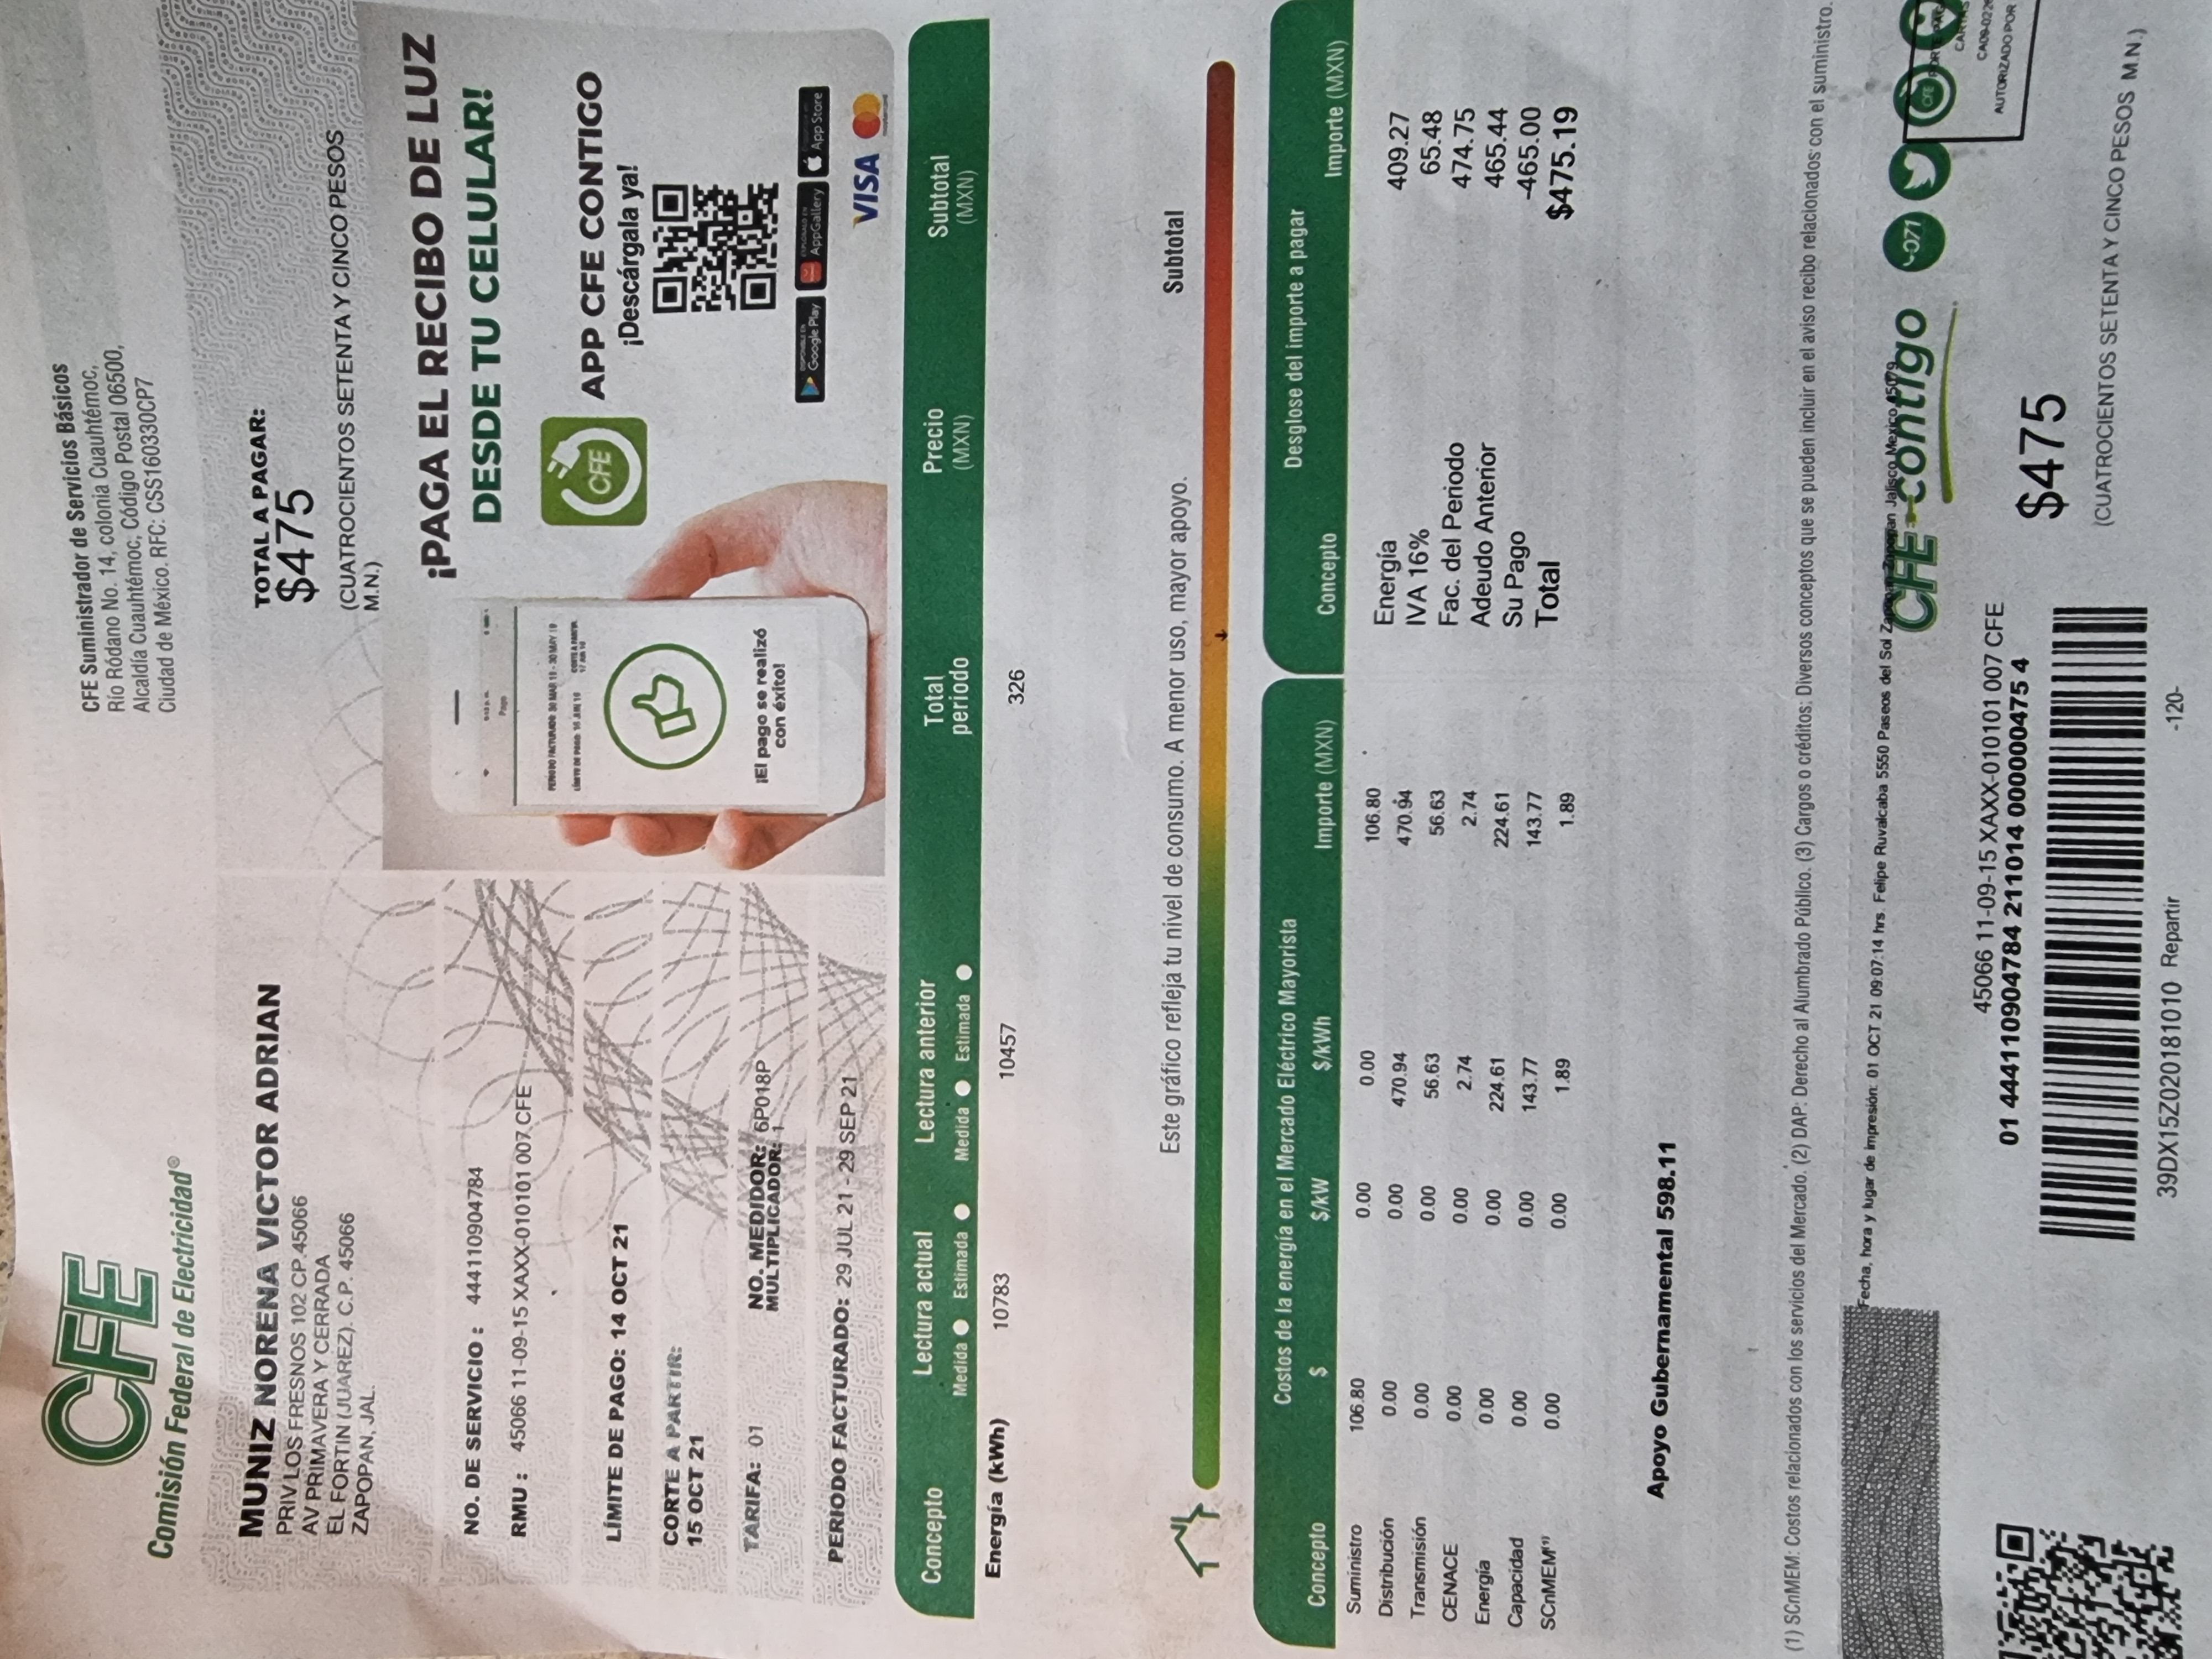 CFE
Comisión Federal de Electricidad®
CFE Suministrador de Servicios Básicos
Río Ródano No. 14, colonia Cuauhtémoc,
Alcaldía Cuauhtémoc, Código Postal 06500,
Ciudad de México. RFC: CSS160330CP7
MUNIZ NORENA VICTOR ADRIAN
PRIV LOS FRESNOS 102 CP.45066
AV PRIMAVERA Y CERRADA
EL FORTIN (JUAREZ). C.P. 45066
ZAPOPAN, JAL.
TOTAL A PAGAR:
$475
(CUATROCIENTOS SETENTA Y CINCO PESOS
M.N.)
NO. DE SERVICIO : 444110904784
RMU : 45066 11-09-15 XAXX-010101 007 CFE
LÍMITE DE PAGO: 14 OCT 21
CORTE A PARTIR:
15 OCT 21
TARIFA: 01
NO. MEDIDOR: 6P018P
MULTIPLICADOR: 1
PERIODO FACTURADO: 29 JUL 21 - 29 SEP 21
Pago
PERIODO FACTURADO: 30 MAR 18 - 30 MAY 18
LÍMITE DE PAGO: 16 JUN 18
CORTE A PARTIR:
¡El pago se realizó
con éxito!
¡PAGA EL RECIBO DE LUZ
DESDE TU CELULAR!
CFE
APP CFE CONTIGO
¡Descárgala ya!
DISPONIBLE EN
Google Play
EXPLÓRALO EN
AppGallery
App Store
VISA
mastercard
Concepto Lectura actual Lectura anterior Total periodo Precio (MXN) Subtotal (MXN)
Medida Estimada Medida Estimada
Energía (kWh) 10783 10457 326
Este gráfico refleja tu nivel de consumo. A menor uso, mayor apoyo. Subtotal
Costos de la energía en el Mercado Eléctrico Mayorista
Concepto $ $/kW $/kWh Importe (MXN)
Suministro 106.80 0.00 0.00 106.80
Distribución 0.00 0.00 470.94 470.94
Transmisión 0.00 0.00 56.63 56.63
CENACE 0.00 0.00 2.74 2.74
Energía 0.00 0.00 224.61 224.61
Capacidad 0.00 0.00 143.77 143.77
SCnMEM(1) 0.00 0.00 1.89 1.89
Desglose del importe a pagar
Concepto Importe (MXN)
Energía 409.27
IVA 16% 65.48
Fac. del Periodo 474.75
Adeudo Anterior 465.44
Su Pago -465.00
Total $475.19
Apoyo Gubernamental 598.11
(1) SCnMEM: Costos relacionados con los servicios del Mercado. (2) DAP: Derecho al Alumbrado Público. (3) Cargos o créditos: Diversos conceptos que se pueden incluir en el aviso recibo relacionados con el suministro.
Fecha, hora y lugar de impresión: 01 OCT 21 09:07:14 hrs. Felipe Ruvalcaba 5550 Paseos del Sol Zapopan Zapopan Jalisco Mexico 45079
CFE contigo
071
CFE
PORTE PAG
CARTAS
CA09-022
AUTORIZADO POR
45066 11-09-15 XAXX-010101 007 CFE
01 444110904784 211014 000000475 4
$475
(CUATROCIENTOS SETENTA Y CINCO PESOS M.N.)
39DX15Z020181010 Repartir
-120-